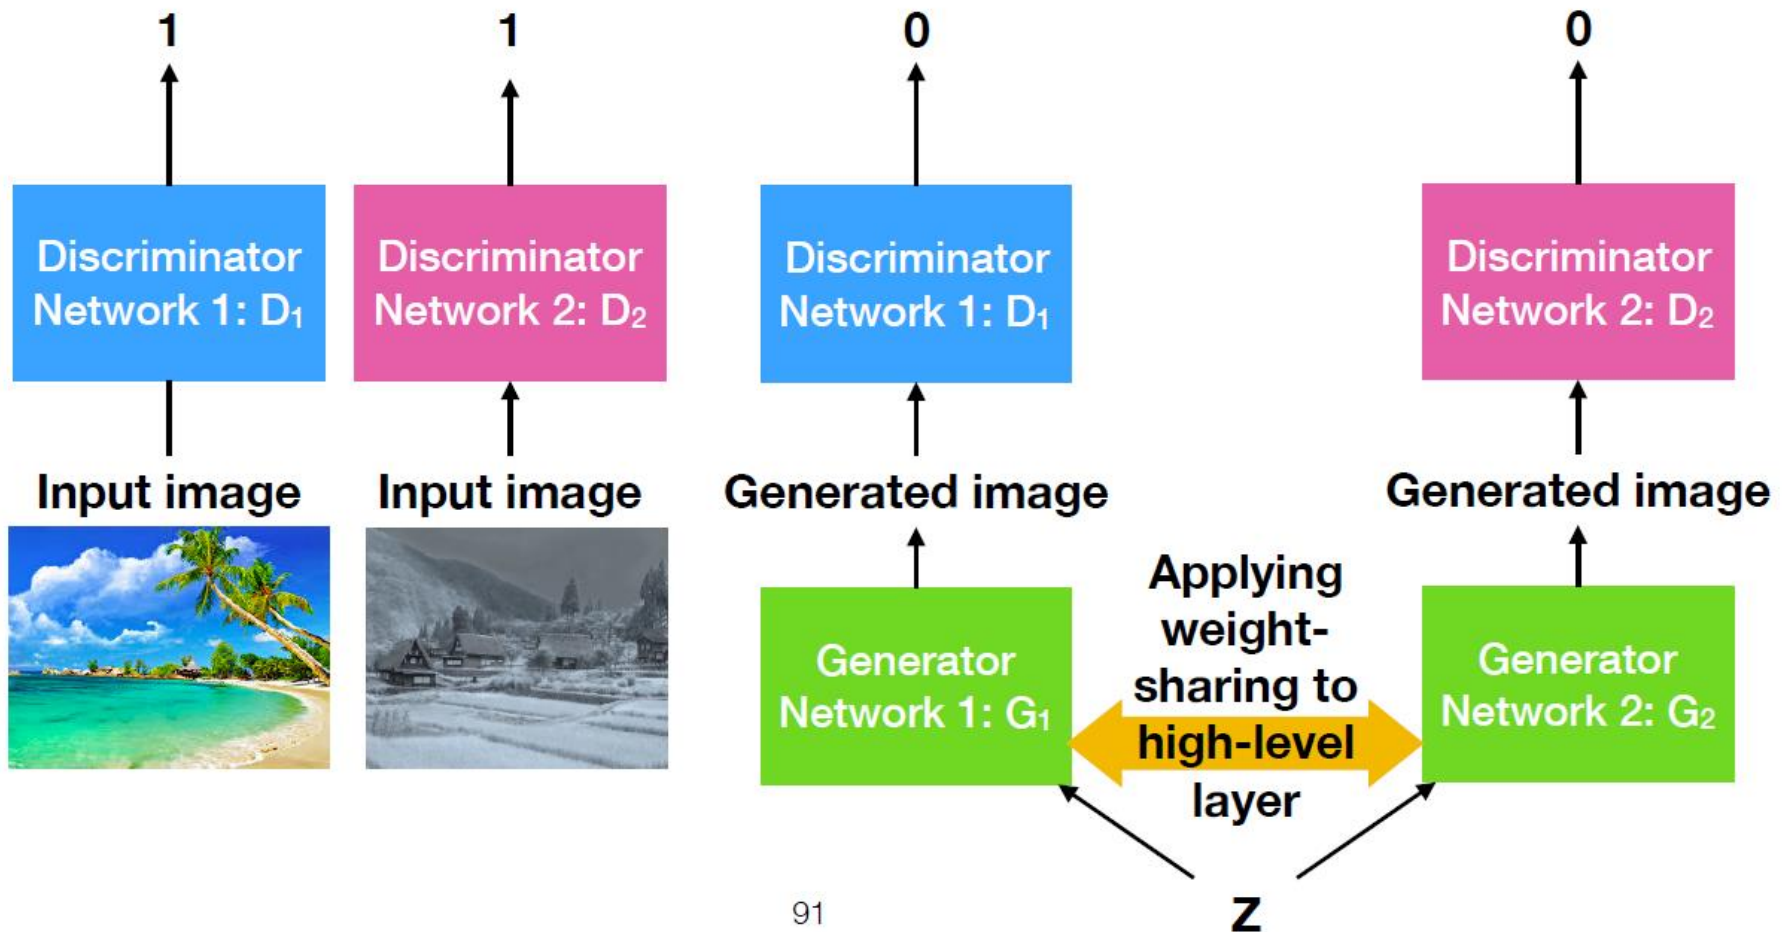 1
1
0
0
Discriminator
Network 1: D₁
Discriminator
Network 2: D₂
Discriminator
Network 1: D₁
Discriminator
Network 2: D₂
Input image
Input image
Generated image
Generated image
Generator
Network 1: G₁
Applying
weight-
sharing to
high-level
layer
Generator
Network 2: G₂
z
91